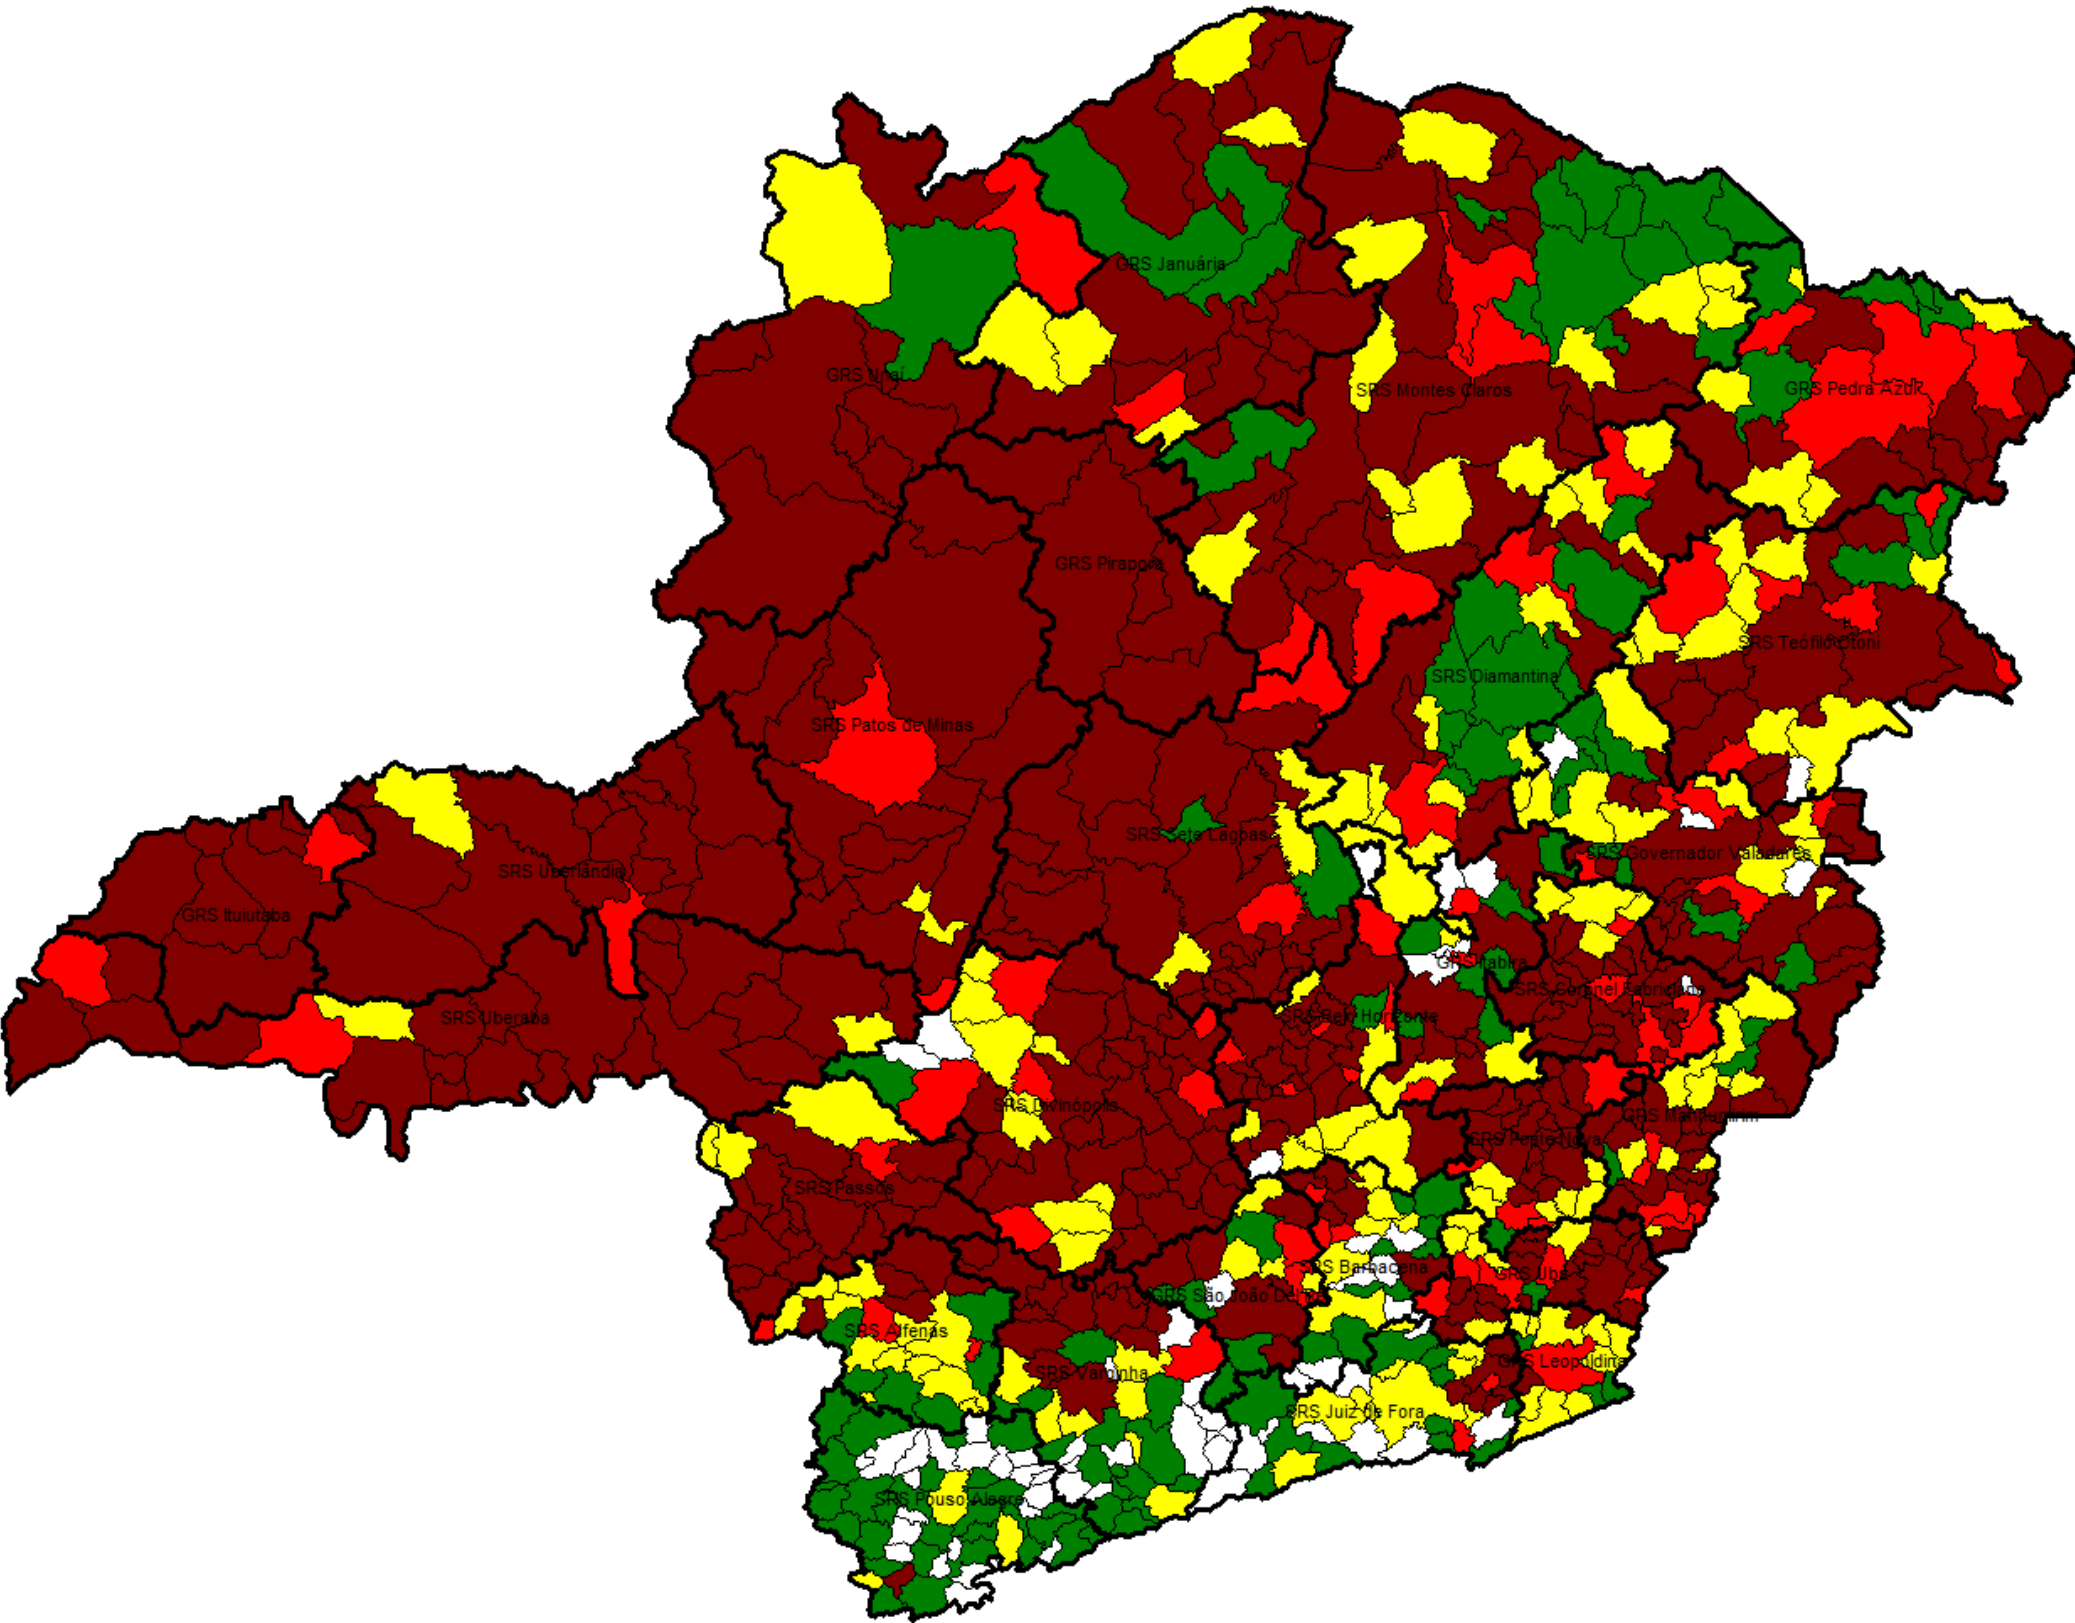 GRS Januária
GRS Unaí
SRS Montes Claros
GRS Pedra Azul
GRS Pirapora
SRS Teófilo Otoni
SRS Diamantina
SRS Patos de Minas
SRS Sete Lagoas
SRS Governador Valadares
SRS Uberlândia
GRS Ituiutaba
GRS Itabira
SRS Coronel Fabriciano
SRS Uberaba
SRS Belo Horizonte
SRS Divinópolis
GRS Manhumirim
SRS Ponte Nova
SRS Passos
SRS Barbacena
GRS Ubá
GRS São João Del Rei
SRS Alfenas
GRS Leopoldina
SRS Varginha
SRS Juiz de Fora
SRS Pouso Alegre